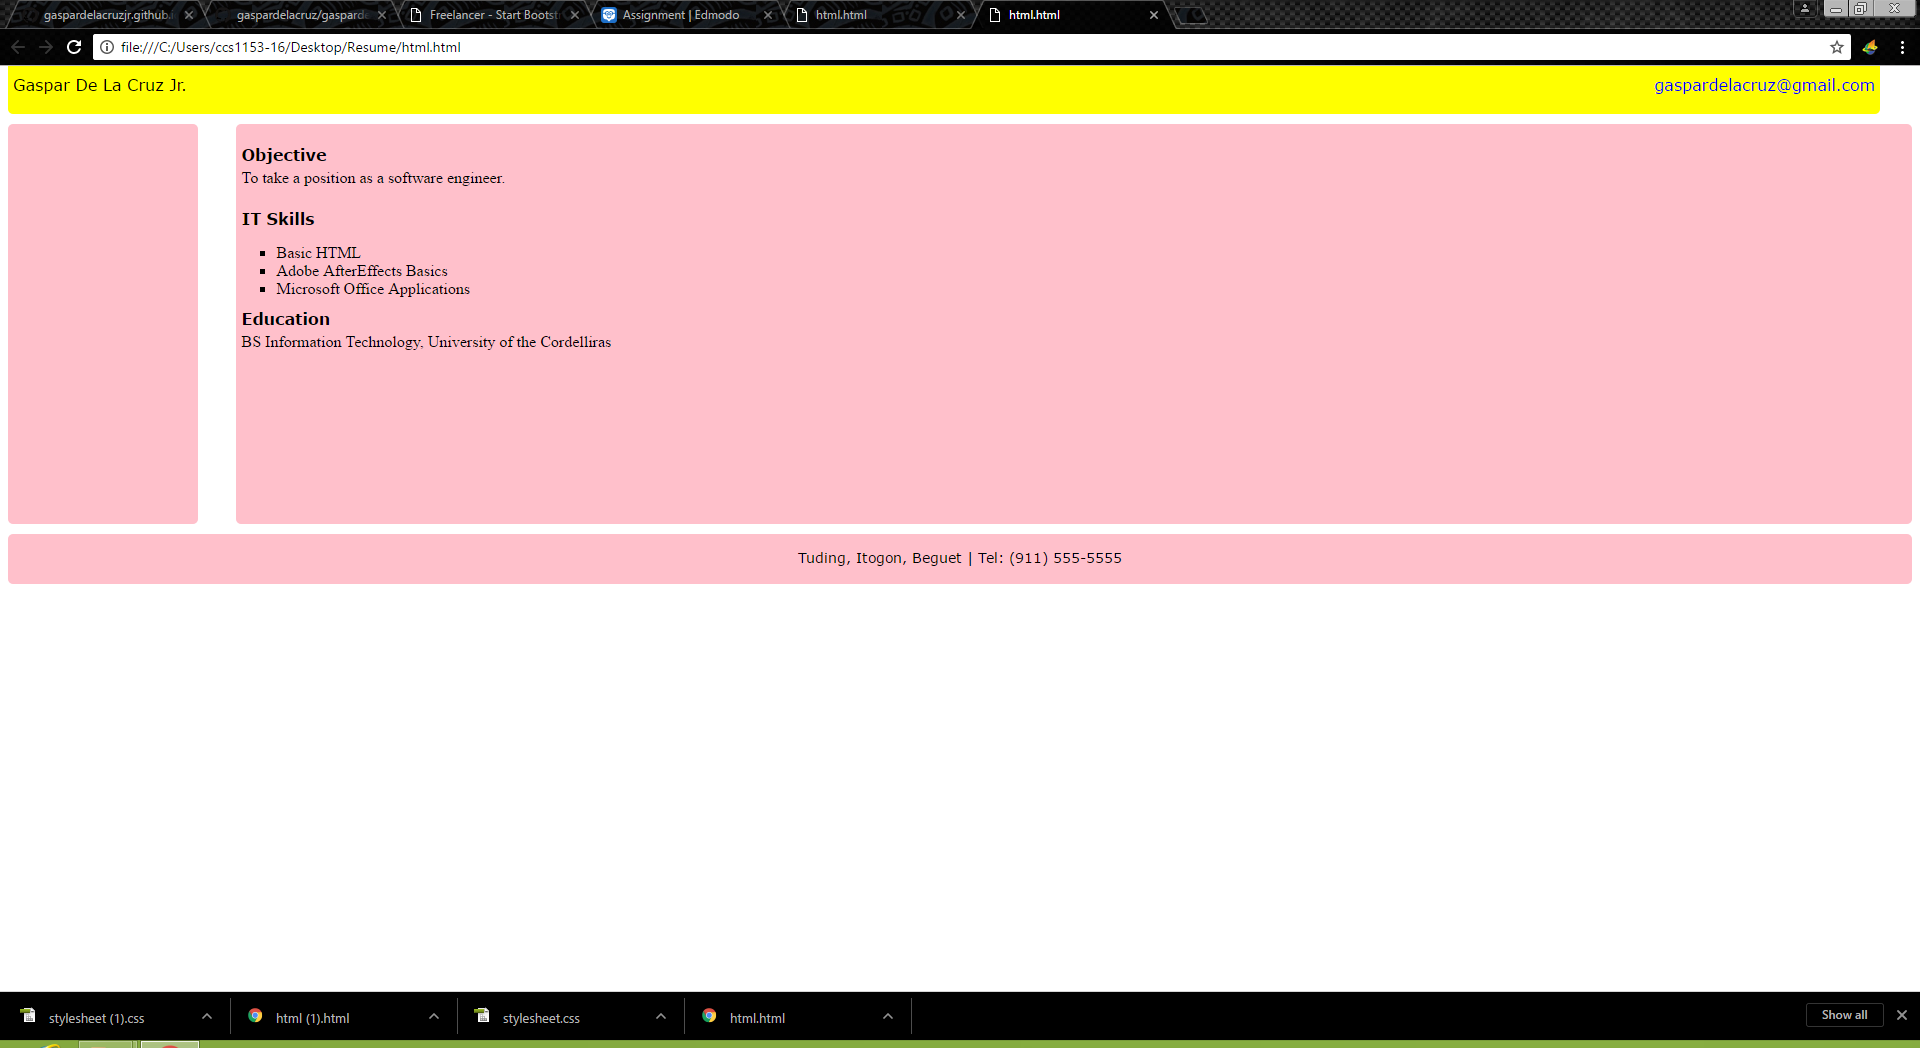 gaspardelacruzjr.github.
gaspardelacruz/gasparde
Freelancer - Start Bootst
Assignment | Edmodo
html.html
html.html
file:///C:/Users/ccs1153-16/Desktop/Resume/html.html
Gaspar De La Cruz Jr.
gaspardelacruz@gmail.com
Objective
To take a position as a software engineer.
IT Skills
Basic HTML
Adobe AfterEffects Basics
Microsoft Office Applications
Education
BS Information Technology, University of the Cordelliras
Tuding, Itogon, Beguet | Tel: (911) 555-5555
stylesheet (1).css
html (1).html
stylesheet.css
html.html
Show all